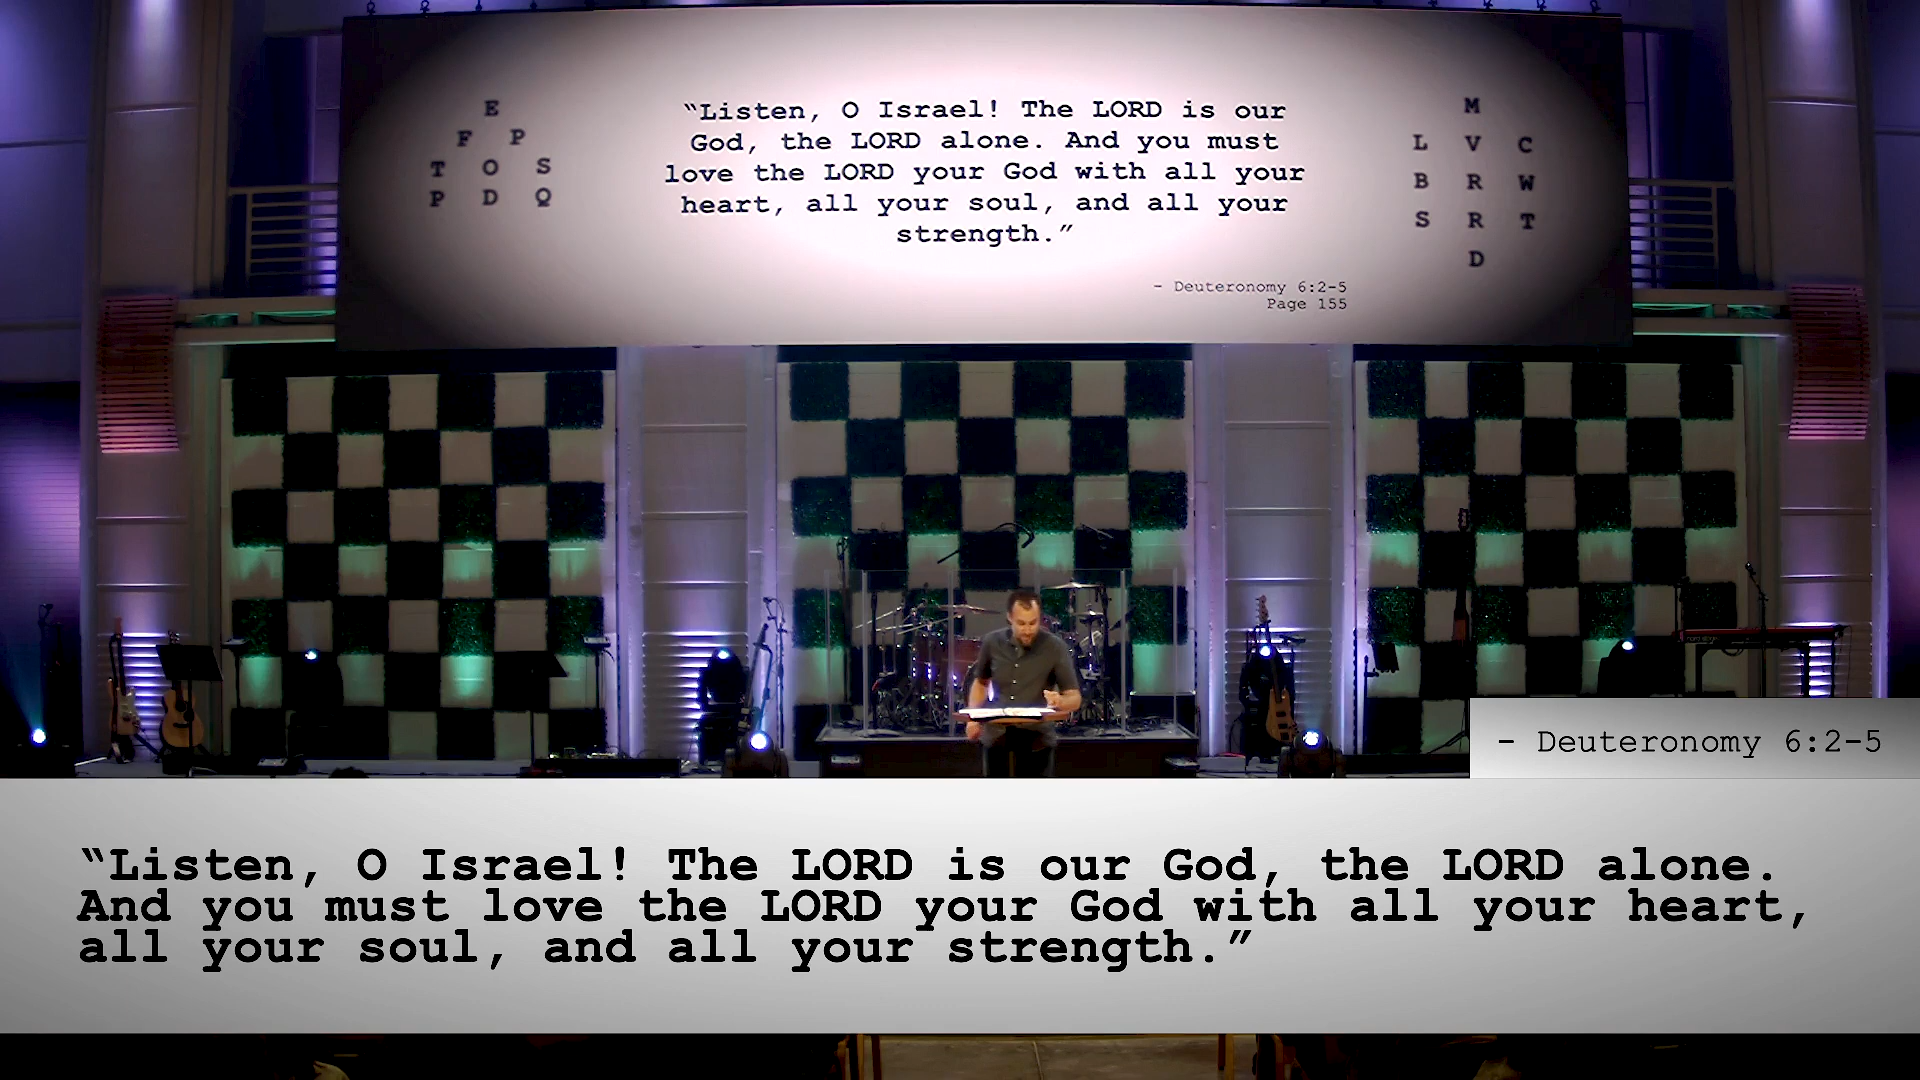 E
F P
T O S
P D Q
“Listen, O Israel! The LORD is our
God, the LORD alone. And you must
love the LORD your God with all your
heart, all your soul, and all your
strength.”
- Deuteronomy 6:2-5
Page 155
M
L V C
B R W
S R T
D
- Deuteronomy 6:2-5
“Listen, O Israel! The LORD is our God, the LORD alone.
And you must love the LORD your God with all your heart,
all your soul, and all your strength.”